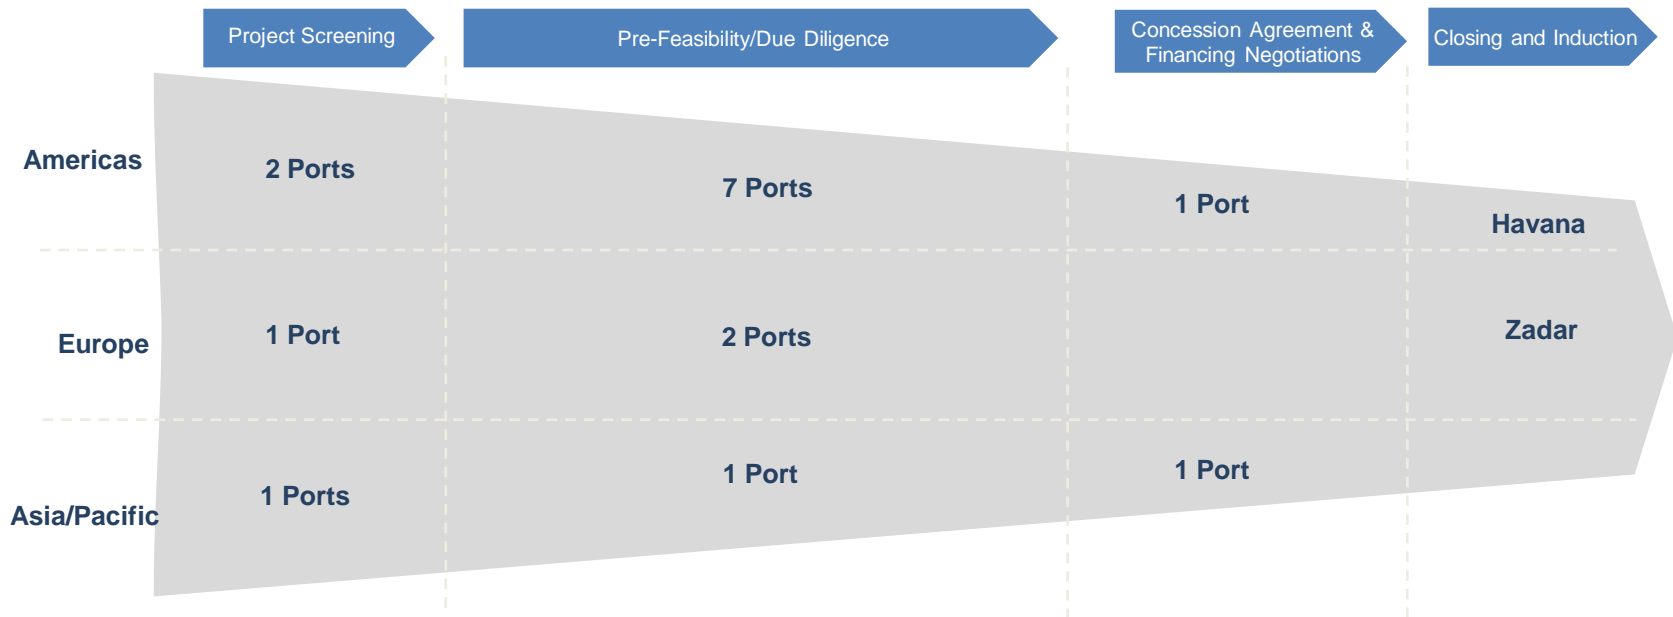 Project Screening
Pre-Feasibility/Due Diligence
Concession Agreement &
Financing Negotiations
Closing and Induction
Americas
2 Ports
7 Ports
1 Port
Havana
Europe
1 Port
2 Ports
Zadar
Asia/Pacific
1 Ports
1 Port
1 Port